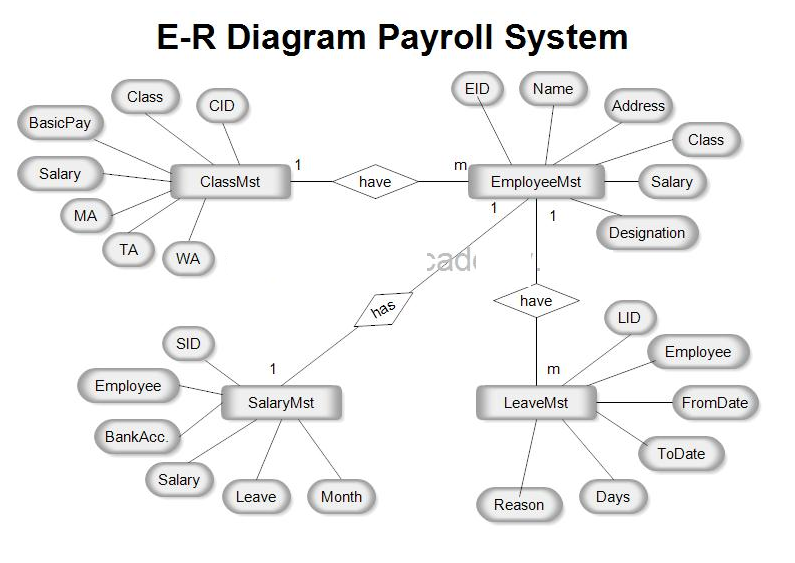 E-R Diagram Payroll System
Class
CID
BasicPay
Salary
MA
TA
WA
ClassMst
1
have
m
EID
Name
Address
Class
Salary
Designation
EmployeeMst
1
1
has
have
1
m
SID
Employee
BankAcc.
Salary
Leave
Month
SalaryMst
LID
Employee
FromDate
ToDate
Days
Reason
LeaveMst